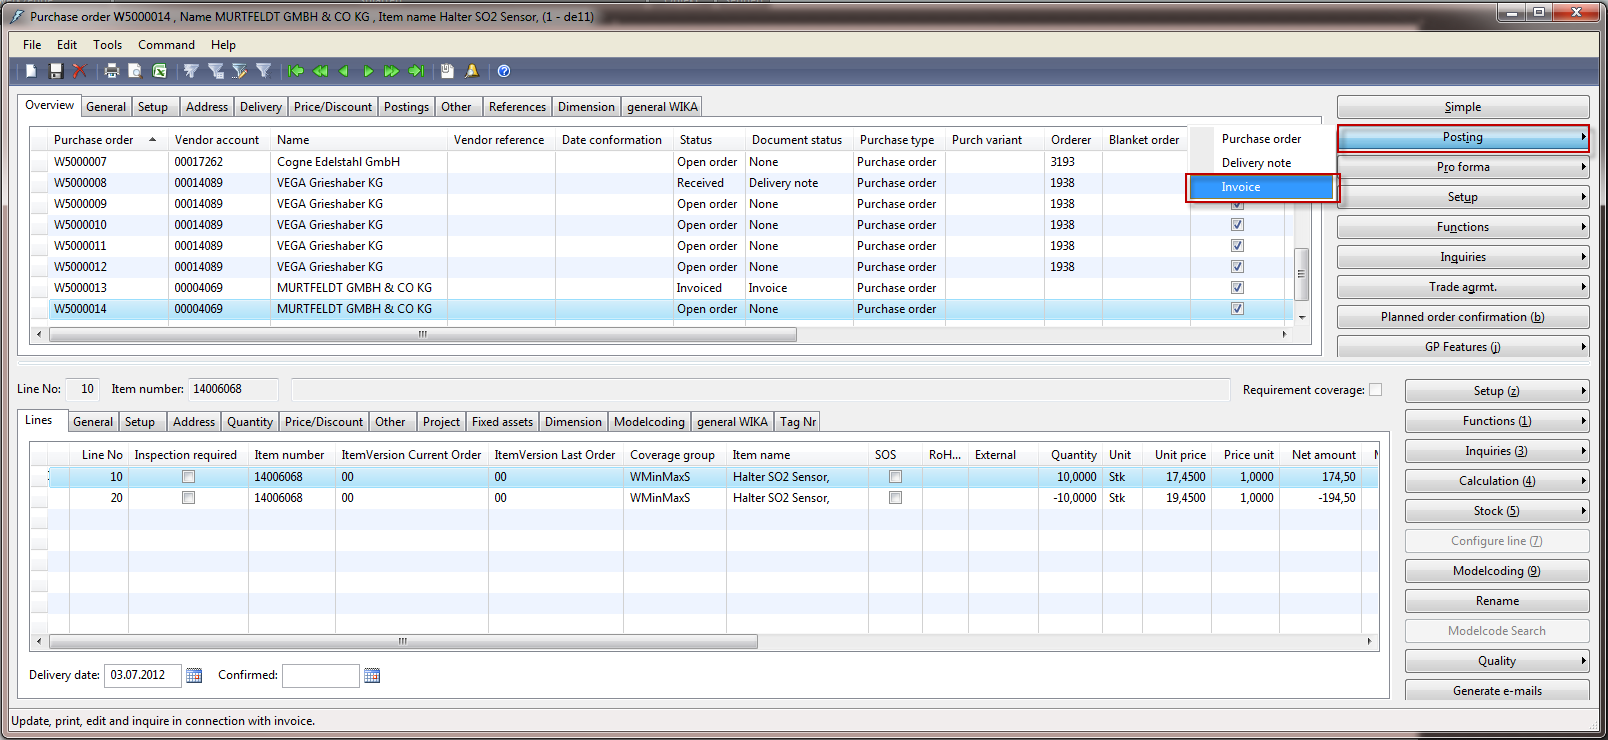 Purchase order W5000014 , Name MURTFELDT GMBH & CO KG , Item name Halter SO2 Sensor, (1 - de11)
File Edit Tools Command Help
Overview General Setup Address Delivery Price/Discount Postings Other References Dimension general WIKA
Purchase order Vendor account Name Vendor reference Date conformation Status Document status Purchase type Purch variant Orderer Blanket order
W5000007 00017262 Cogne Edelstahl GmbH Open order None Purchase order 3193
W5000008 00014089 VEGA Grieshaber KG Received Delivery note Purchase order 1938
W5000009 00014089 VEGA Grieshaber KG Open order None Purchase order 1938
W5000010 00014089 VEGA Grieshaber KG Open order None Purchase order 1938
W5000011 00014089 VEGA Grieshaber KG Open order None Purchase order 1938
W5000012 00014089 VEGA Grieshaber KG Open order None Purchase order 1938
W5000013 00004069 MURTFELDT GMBH & CO KG Invoiced Invoice Purchase order
W5000014 00004069 MURTFELDT GMBH & CO KG Open order None Purchase order
Purchase order
Delivery note
Invoice
Simple
Posting
Pro forma
Setup
Functions
Inquiries
Trade agrmt.
Planned order confirmation (b)
GP Features (j)
Line No: 10 Item number: 14006068 Requirement coverage:
Lines General Setup Address Quantity Price/Discount Other Project Fixed assets Dimension Modelcoding general WIKA Tag Nr
Line No Inspection required Item number ItemVersion Current Order ItemVersion Last Order Coverage group Item name SOS RoH... External Quantity Unit Unit price Price unit Net amount
10 14006068 00 00 WMinMaxS Halter SO2 Sensor, 10,0000 Stk 17,4500 1,0000 174,50
20 14006068 00 00 WMinMaxS Halter SO2 Sensor, -10,0000 Stk 19,4500 1,0000 -194,50
Setup (z)
Functions (1)
Inquiries (3)
Calculation (4)
Stock (5)
Configure line (7)
Modelcoding (9)
Rename
Modelcode Search
Quality
Generate e-mails
Delivery date: 03.07.2012 Confirmed:
Update, print, edit and inquire in connection with invoice.